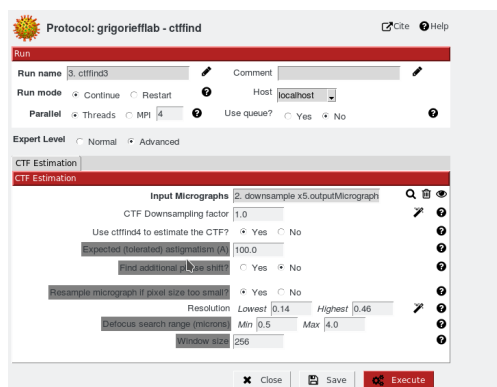 Protocol: grigoriefflab - ctffind Cite Help
Run
Run name 3. ctffind3 Comment
Run mode Continue Restart Host localhost
Parallel Threads MPI 4 Use queue? Yes No
Expert Level Normal Advanced
CTF Estimation
CTF Estimation
Input Micrographs 2. downsample x5.outputMicrograph
CTF Downsampling factor 1.0
Use ctffind4 to estimate the CTF? Yes No
Expected (tolerated) astigmatism (A) 100.0
Find additional phase shift? Yes No
Resample micrograph if pixel size too small? Yes No
Resolution Lowest 0.14 Highest 0.46
Defocus search range (microns) Min 0.5 Max 4.0
Window size 256
Close Save Execute